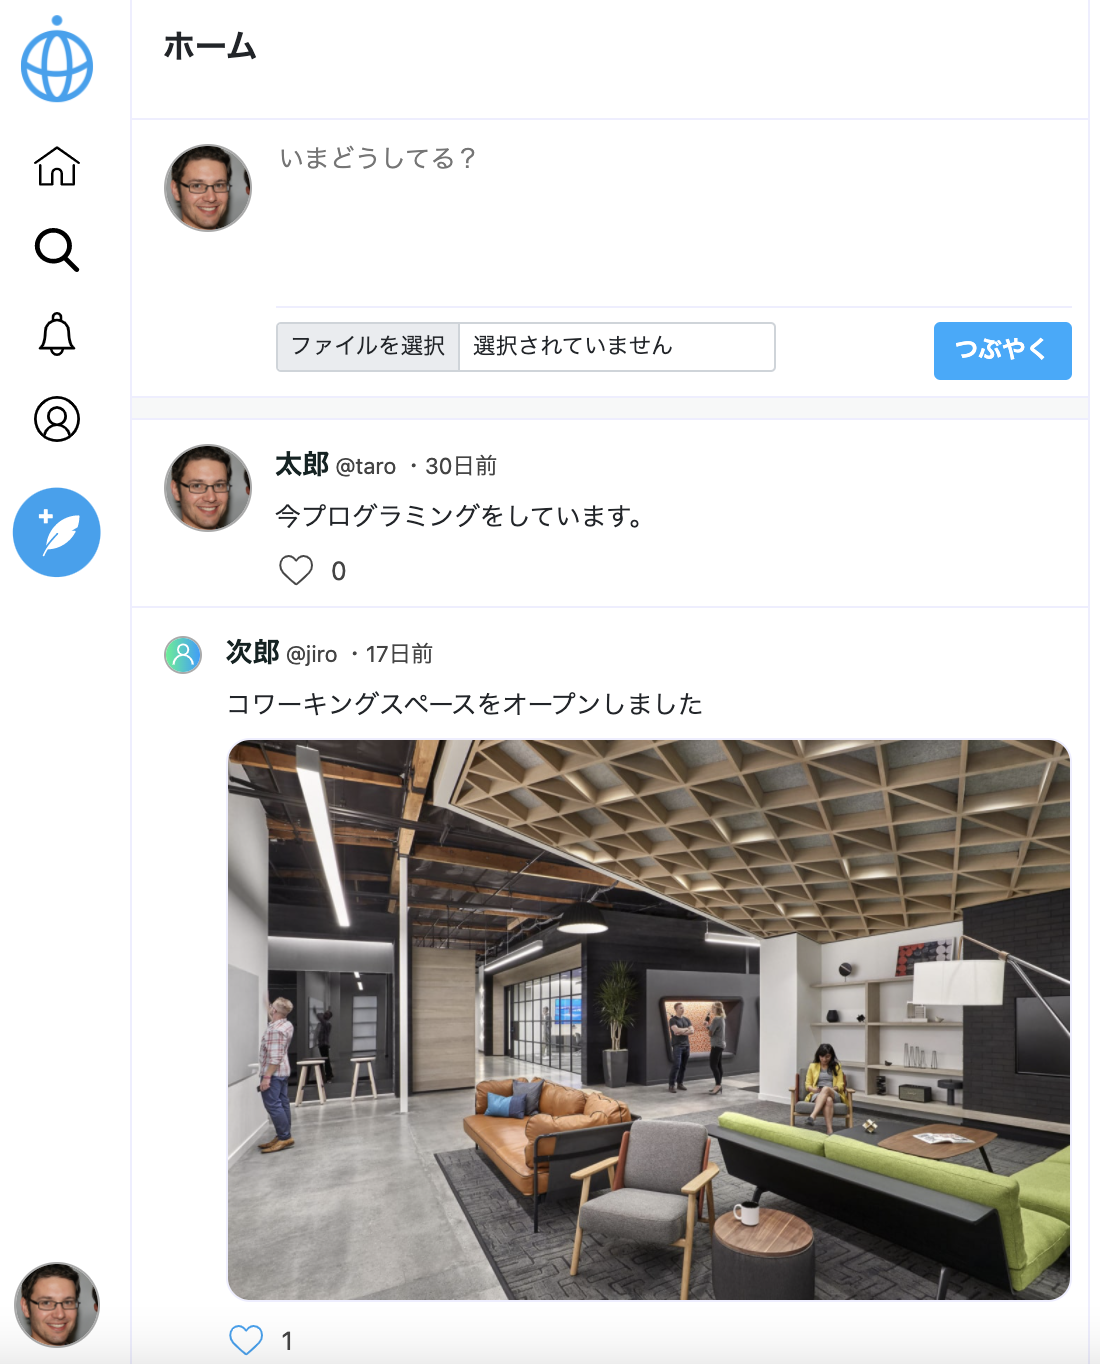 ホーム
いまどうしてる？
ファイルを選択 選択されていません
つぶやく
太郎 @taro ・30日前
今プログラミングをしています。
0
次郎 @jiro ・17日前
コワーキングスペースをオープンしました
1